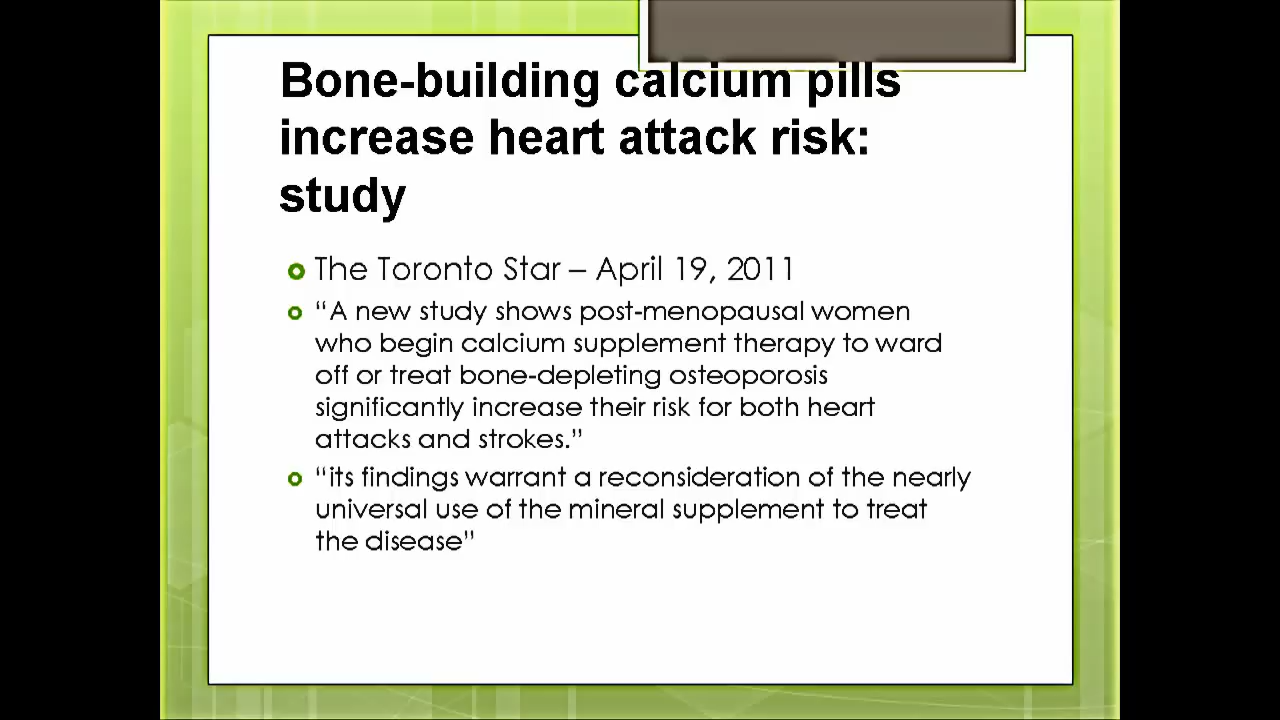 Bone-building calcium pills
increase heart attack risk:
study
The Toronto Star – April 19, 2011
“A new study shows post-menopausal women
who begin calcium supplement therapy to ward
off or treat bone-depleting osteoporosis
significantly increase their risk for both heart
attacks and strokes.”
“its findings warrant a reconsideration of the nearly
universal use of the mineral supplement to treat
the disease”